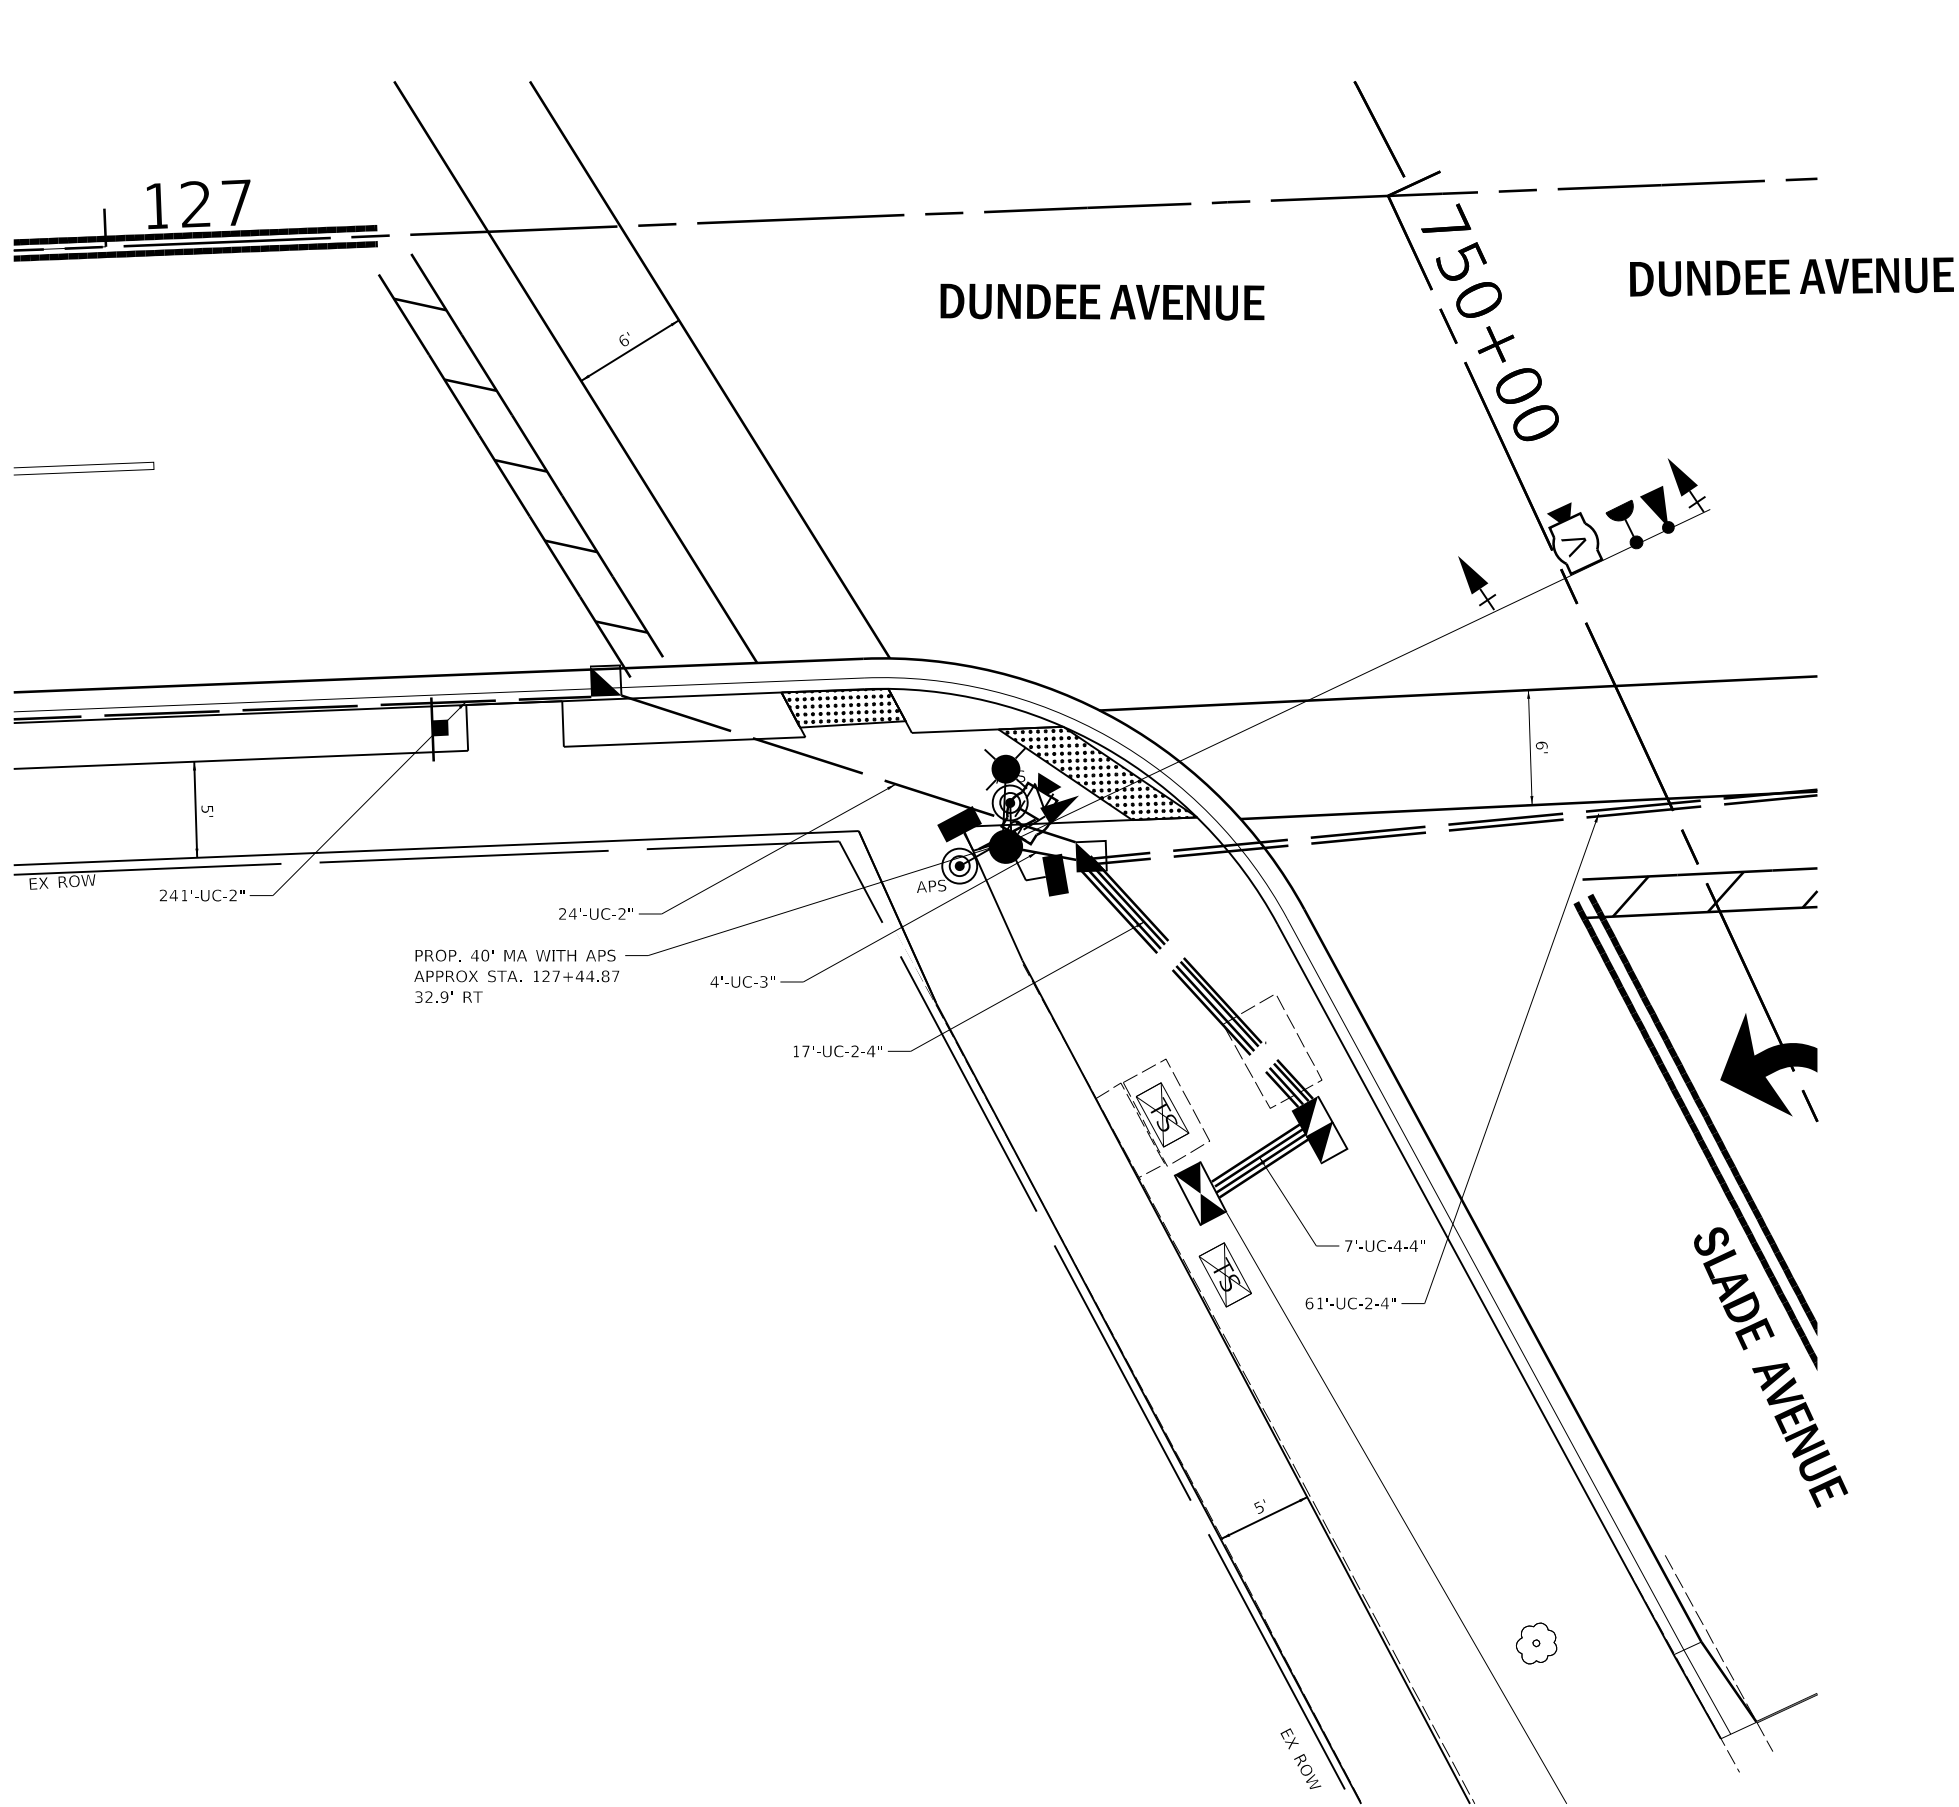 127
DUNDEE AVENUE
DUNDEE AVENUE
750+00
6'
6'
5'
EX ROW
241'-UC-2"
APS
24'-UC-2"
PROP. 40' MA WITH APS
APPROX STA. 127+44.87
32.9' RT
4'-UC-3"
17'-UC-2-4"
TS
7'-UC-4-4"
TS
61'-UC-2-4"
SLADE AVENUE
5'
EX ROW